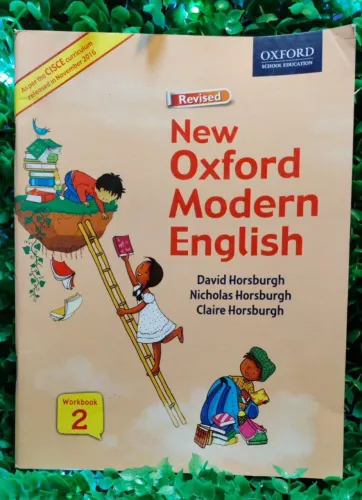 As per the CISCE curriculum
released in November 2016
OXFORD
SCHOOL EDUCATION
Revised
New
Oxford
Modern
English
David Horsburgh
Nicholas Horsburgh
Claire Horsburgh
Workbook
2